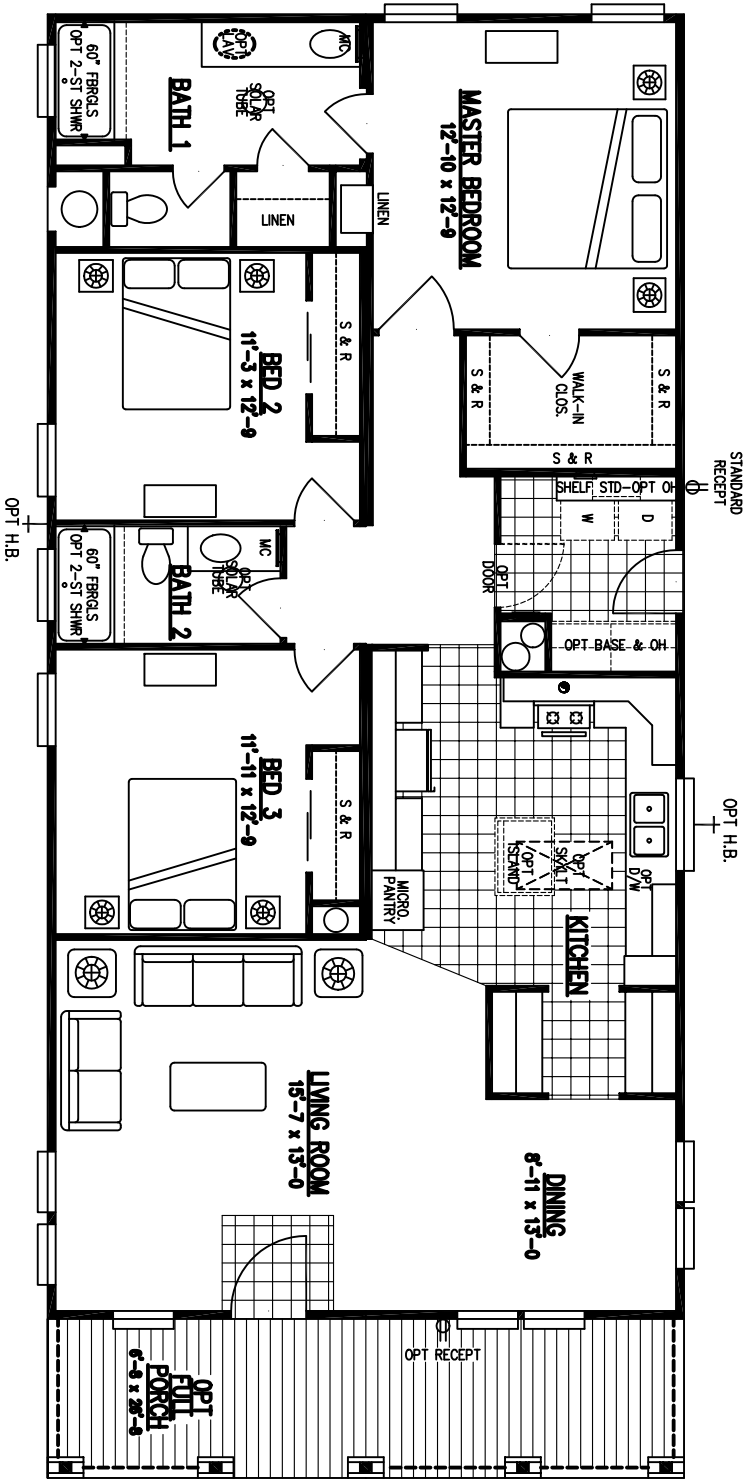 60" FBRGLS
OPT 2-ST SHWR
OPT
LAV
MC
OPT
SOLAR
TUBE
BATH 1
LINEN
LINEN
MASTER BEDROOM
12'-10 x 12'-9
BED 2
11'-3 x 12'-9
S & R
S & R
WALK-IN
CLOS.
S & R
S & R
STANDARD
RECEPT
SHELF STD-OPT OH
W
D
OPT
DOOR
OPT BASE & OH
OPT H.B.
60" FBRGLS
OPT 2-ST SHWR
MC
OPT
SOLAR
TUBE
BATH 2
BED 3
11'-11 x 12'-9
S & R
MICRO.
PANTRY
OPT
ISLAND
OPT
SKYLT
OPT
D/W
OPT H.B.
KITCHEN
LIVING ROOM
15'-7 x 13'-0
DINING
8'-11 x 13'-0
OPT RECEPT
OPT
FULL
PORCH
6'-8 x 26'-8